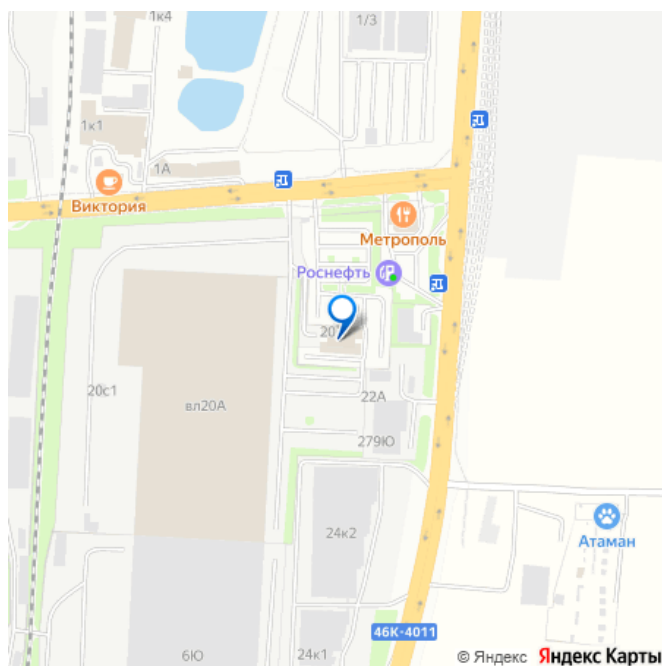 1к4
1/3
1к1
1А
Виктория
Метрополь
Роснефть
20с1
вл20А
22А
279Ю
24к2
Атаман
46К-4011
6Ю
24к1
© Яндекс Яндекс Карты